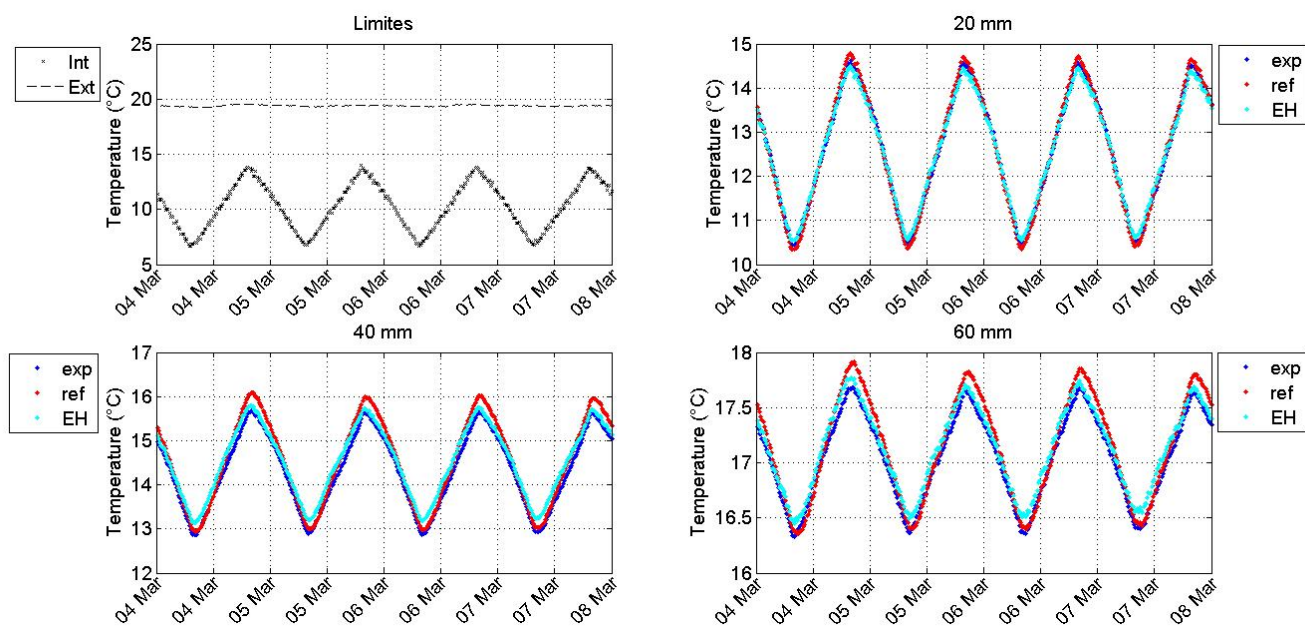 Limites
Int
Ext
Temperature (°C)
25
20
15
10
5
04 Mar
04 Mar
05 Mar
05 Mar
06 Mar
06 Mar
07 Mar
07 Mar
08 Mar
20 mm
exp
ref
EH
Temperature (°C)
15
14
13
12
11
10
04 Mar
04 Mar
05 Mar
05 Mar
06 Mar
06 Mar
07 Mar
07 Mar
08 Mar
40 mm
exp
ref
EH
Temperature (°C)
17
16
15
14
13
12
04 Mar
04 Mar
05 Mar
05 Mar
06 Mar
06 Mar
07 Mar
07 Mar
08 Mar
60 mm
exp
ref
EH
Temperature (°C)
18
17.5
17
16.5
16
04 Mar
04 Mar
05 Mar
05 Mar
06 Mar
06 Mar
07 Mar
07 Mar
08 Mar